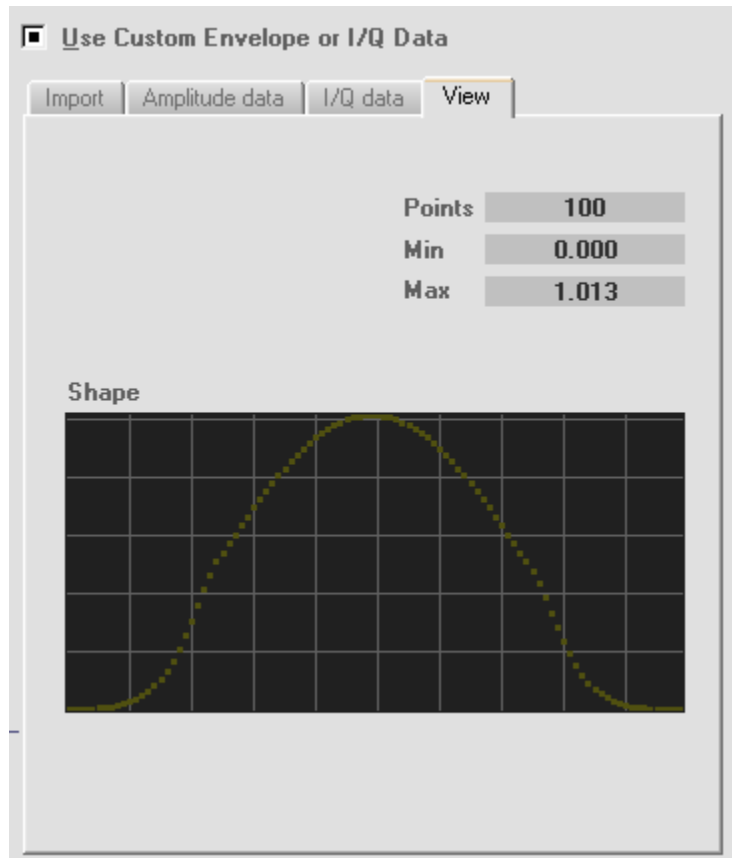 Use Custom Envelope or I/Q Data
Import Amplitude data I/Q data View
Points 100
Min 0.000
Max 1.013
Shape